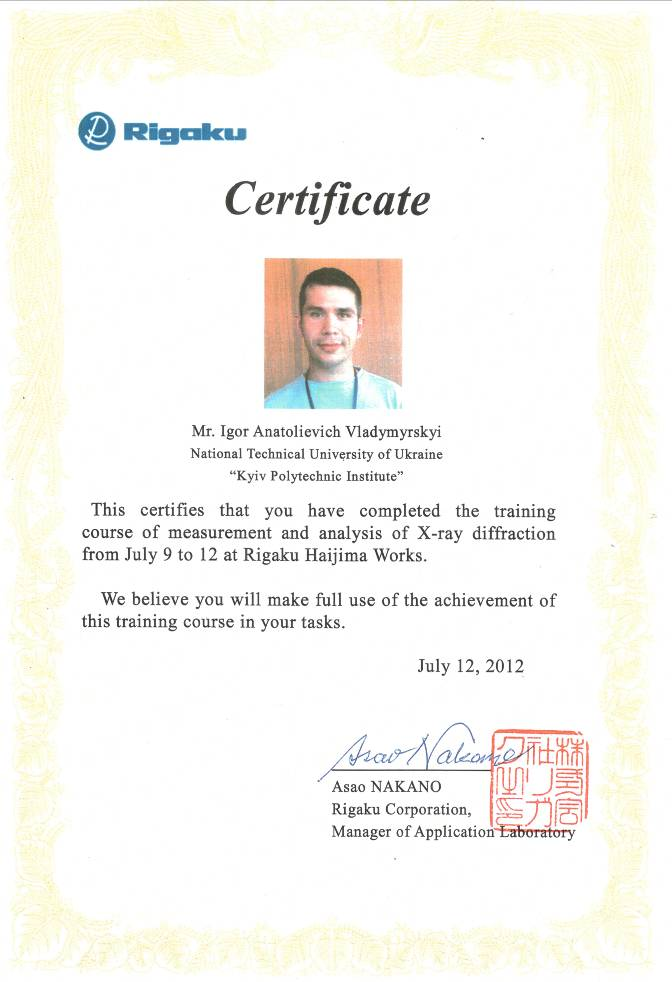 Rigaku
Certificate
Mr. Igor Anatolievich Vladymyrskyi
National Technical University of Ukraine
“Kyiv Polytechnic Institute”
This certifies that you have completed the training
course of measurement and analysis of X-ray diffraction
from July 9 to 12 at Rigaku Haijima Works.
We believe you will make full use of the achievement of
this training course in your tasks.
July 12, 2012
Asao Nakano
Asao NAKANO
Rigaku Corporation,
Manager of Application Laboratory